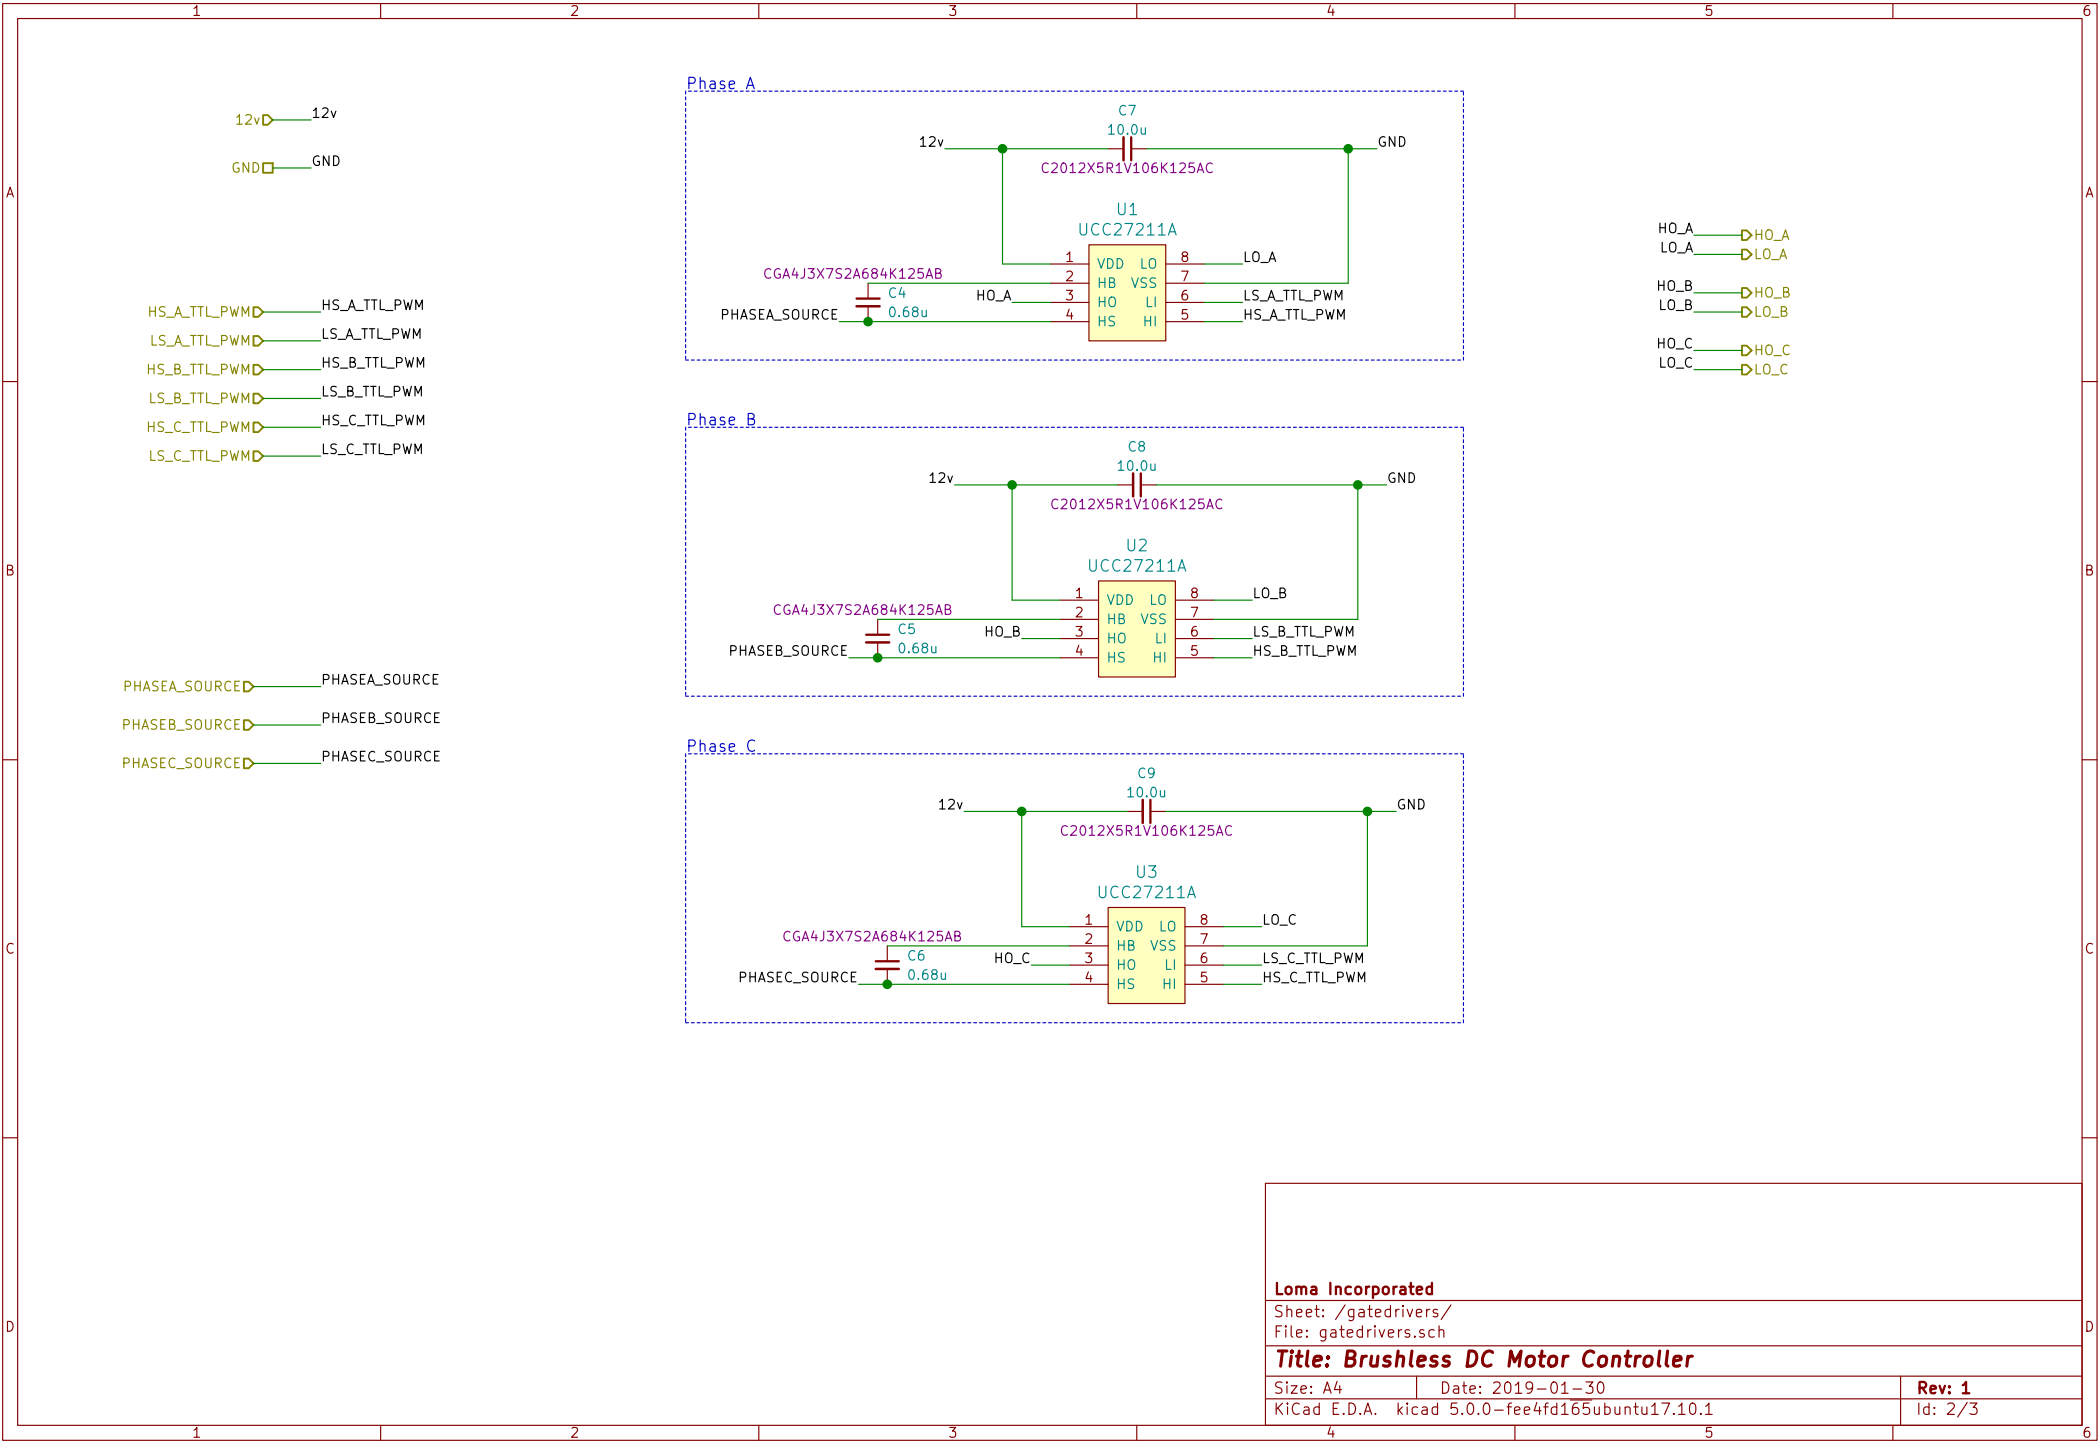 1 2 3 4 5 6
A
B
C
D
A
B
C
D
12v 12v
GND GND
HS_A_TTL_PWM HS_A_TTL_PWM
LS_A_TTL_PWM LS_A_TTL_PWM
HS_B_TTL_PWM HS_B_TTL_PWM
LS_B_TTL_PWM LS_B_TTL_PWM
HS_C_TTL_PWM HS_C_TTL_PWM
LS_C_TTL_PWM LS_C_TTL_PWM
PHASEA_SOURCE PHASEA_SOURCE
PHASEB_SOURCE PHASEB_SOURCE
PHASEC_SOURCE PHASEC_SOURCE
Phase A
C7
10.0u
12v GND
C2012X5R1V106K125AC
U1
UCC27211A
1 VDD LO 8 LO_A
CGA4J3X7S2A684K125AB
2 HB VSS 7
C4
HO_A 3 HO LI 6 LS_A_TTL_PWM
0.68u
PHASEA_SOURCE 4 HS HI 5 HS_A_TTL_PWM
Phase B
C8
10.0u
12v GND
C2012X5R1V106K125AC
U2
UCC27211A
1 VDD LO 8 LO_B
CGA4J3X7S2A684K125AB
2 HB VSS 7
C5
HO_B 3 HO LI 6 LS_B_TTL_PWM
0.68u
PHASEB_SOURCE 4 HS HI 5 HS_B_TTL_PWM
Phase C
C9
10.0u
12v GND
C2012X5R1V106K125AC
U3
UCC27211A
1 VDD LO 8 LO_C
CGA4J3X7S2A684K125AB
2 HB VSS 7
C6
HO_C 3 HO LI 6 LS_C_TTL_PWM
0.68u
PHASEC_SOURCE 4 HS HI 5 HS_C_TTL_PWM
HO_A HO_A
LO_A LO_A
HO_B HO_B
LO_B LO_B
HO_C HO_C
LO_C LO_C
Loma Incorporated
Sheet: /gatedrivers/
File: gatedrivers.sch
Title: Brushless DC Motor Controller
Size: A4 Date: 2019-01-30 Rev: 1
KiCad E.D.A. kicad 5.0.0-fee4fd165ubuntu17.10.1 Id: 2/3
1 2 3 4 5 6